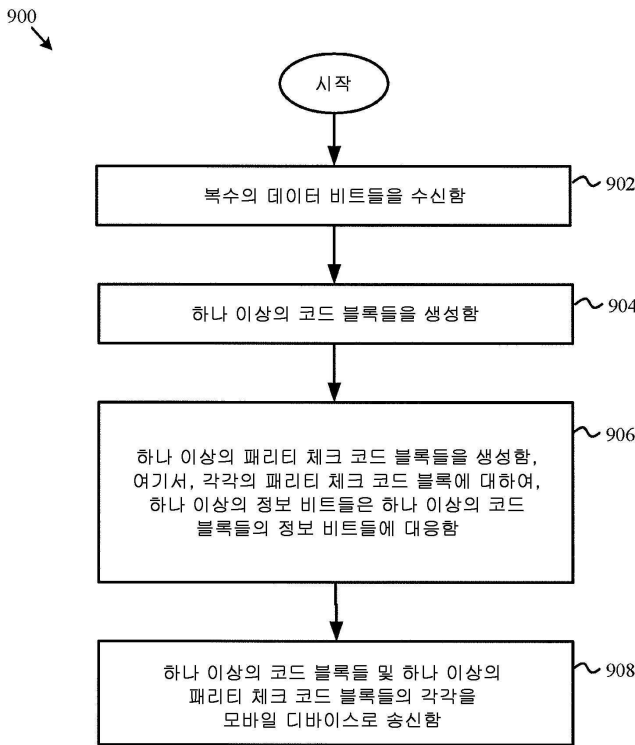 900
시작
복수의 데이터 비트들을 수신함
902
하나 이상의 코드 블록들을 생성함
904
하나 이상의 패리티 체크 코드 블록들을 생성함,
여기서, 각각의 패리티 체크 코드 블록에 대하여,
하나 이상의 정보 비트들은 하나 이상의 코드
블록들의 정보 비트들에 대응함
906
하나 이상의 코드 블록들 및 하나 이상의
패리티 체크 코드 블록들의 각각을
모바일 디바이스로 송신함
908